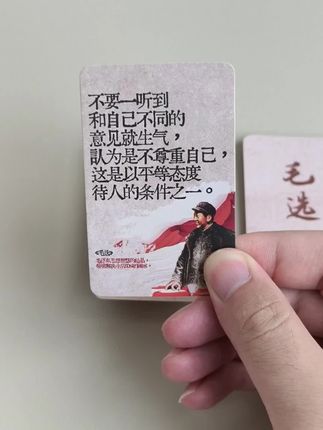 不要一听到
和自己不同的
意见就生气，
認为是不尊重自己，
这是以平等态度
待人的条件之一。
毛选